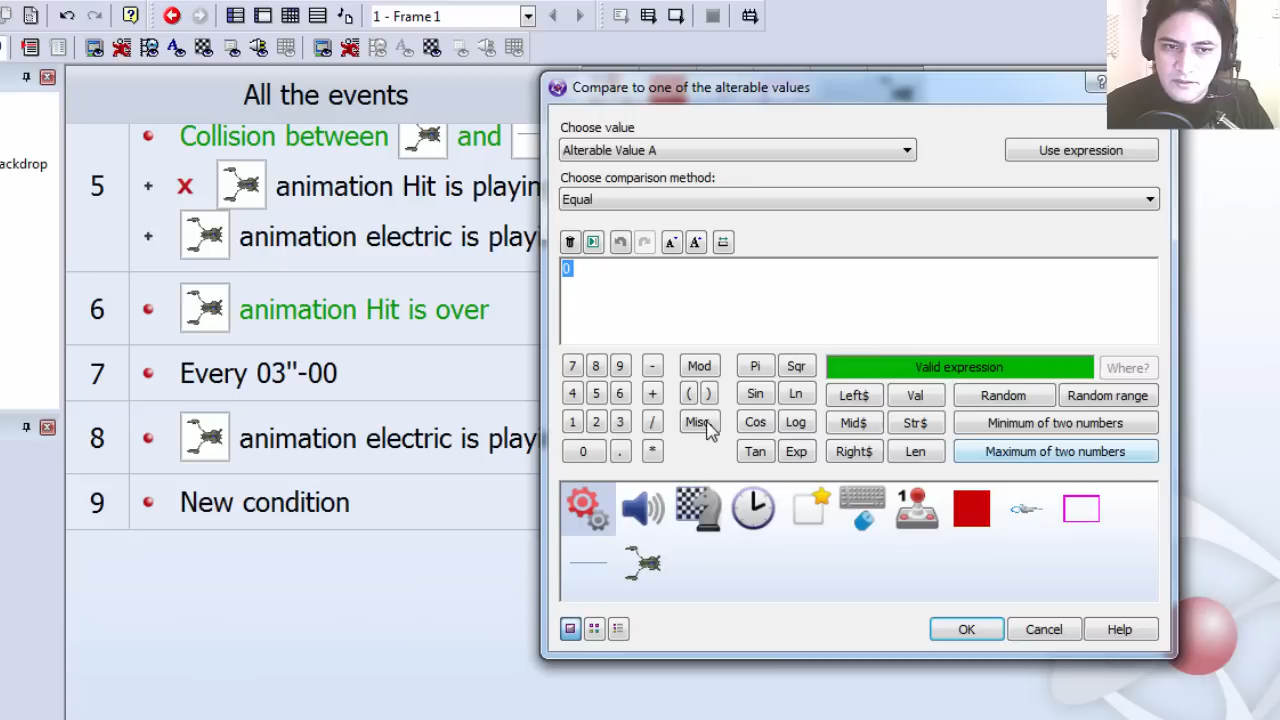 1 - Frame 1
Compare to one of the alterable values
All the events
Choose value
Alterable Value A
Use expression
Choose comparison method:
Equal
ackdrop
Collision between and
5
+ X animation Hit is playin
+ animation electric is play
0
6
animation Hit is over
7
Every 03"-00
8
animation electric is play
9
New condition
7 8 9 - Mod Pi Sqr Valid expression Where?
4 5 6 + ( ) Sin Ln Left$ Val Random Random range
1 2 3 / Misc Cos Log Mid$ Str$ Minimum of two numbers
0 . * Tan Exp Right$ Len Maximum of two numbers
1
OK Cancel Help